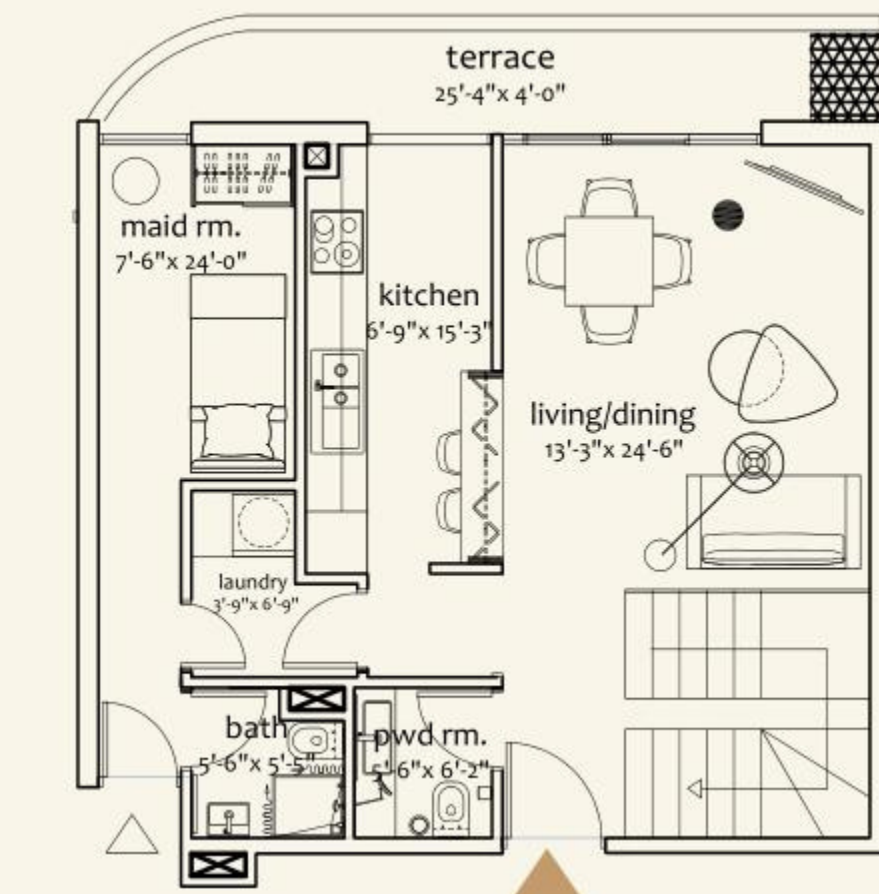 terrace
25'-4"x 4'-0"
maid rm.
7'-6"x 24'-0"
kitchen
6'-9"x 15'-3"
living/dining
13'-3"x 24'-6"
laundry
3'-9"x 6'-9"
bath
5'-6"x 5'-5"
pwd rm.
5'-6"x 6'-2"